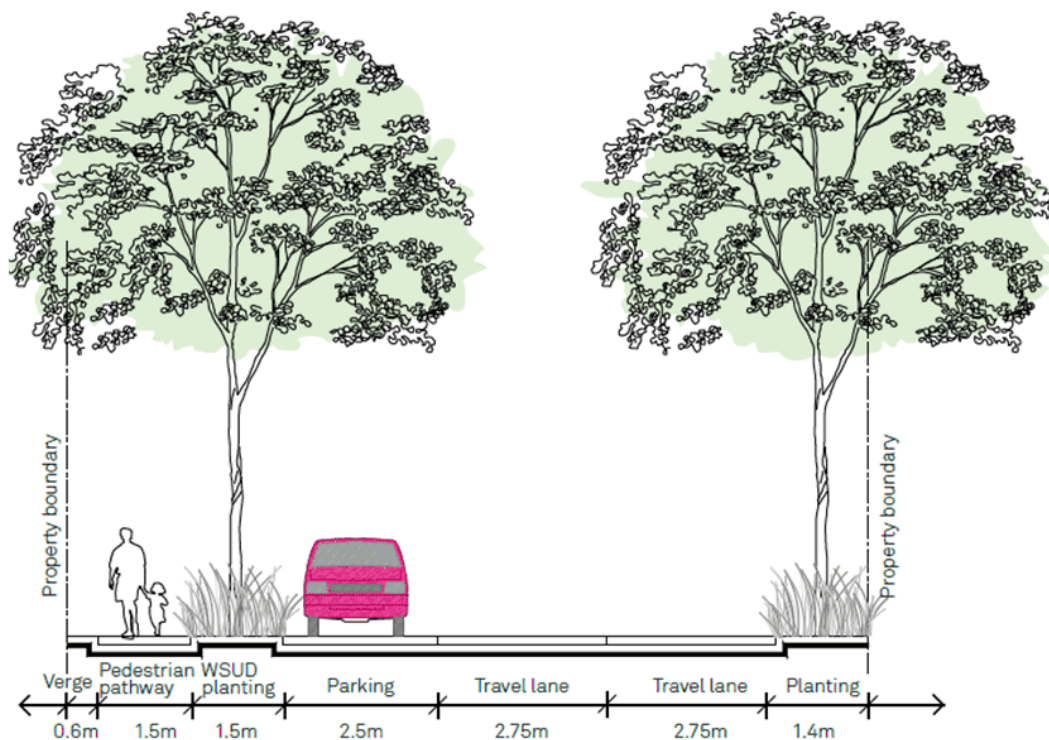 Property boundary
Property boundary
Verge
Pedestrian
pathway
WSUD
planting
Parking
Travel lane
Travel lane
Planting
0.6m
1.5m
1.5m
2.5m
2.75m
2.75m
1.4m